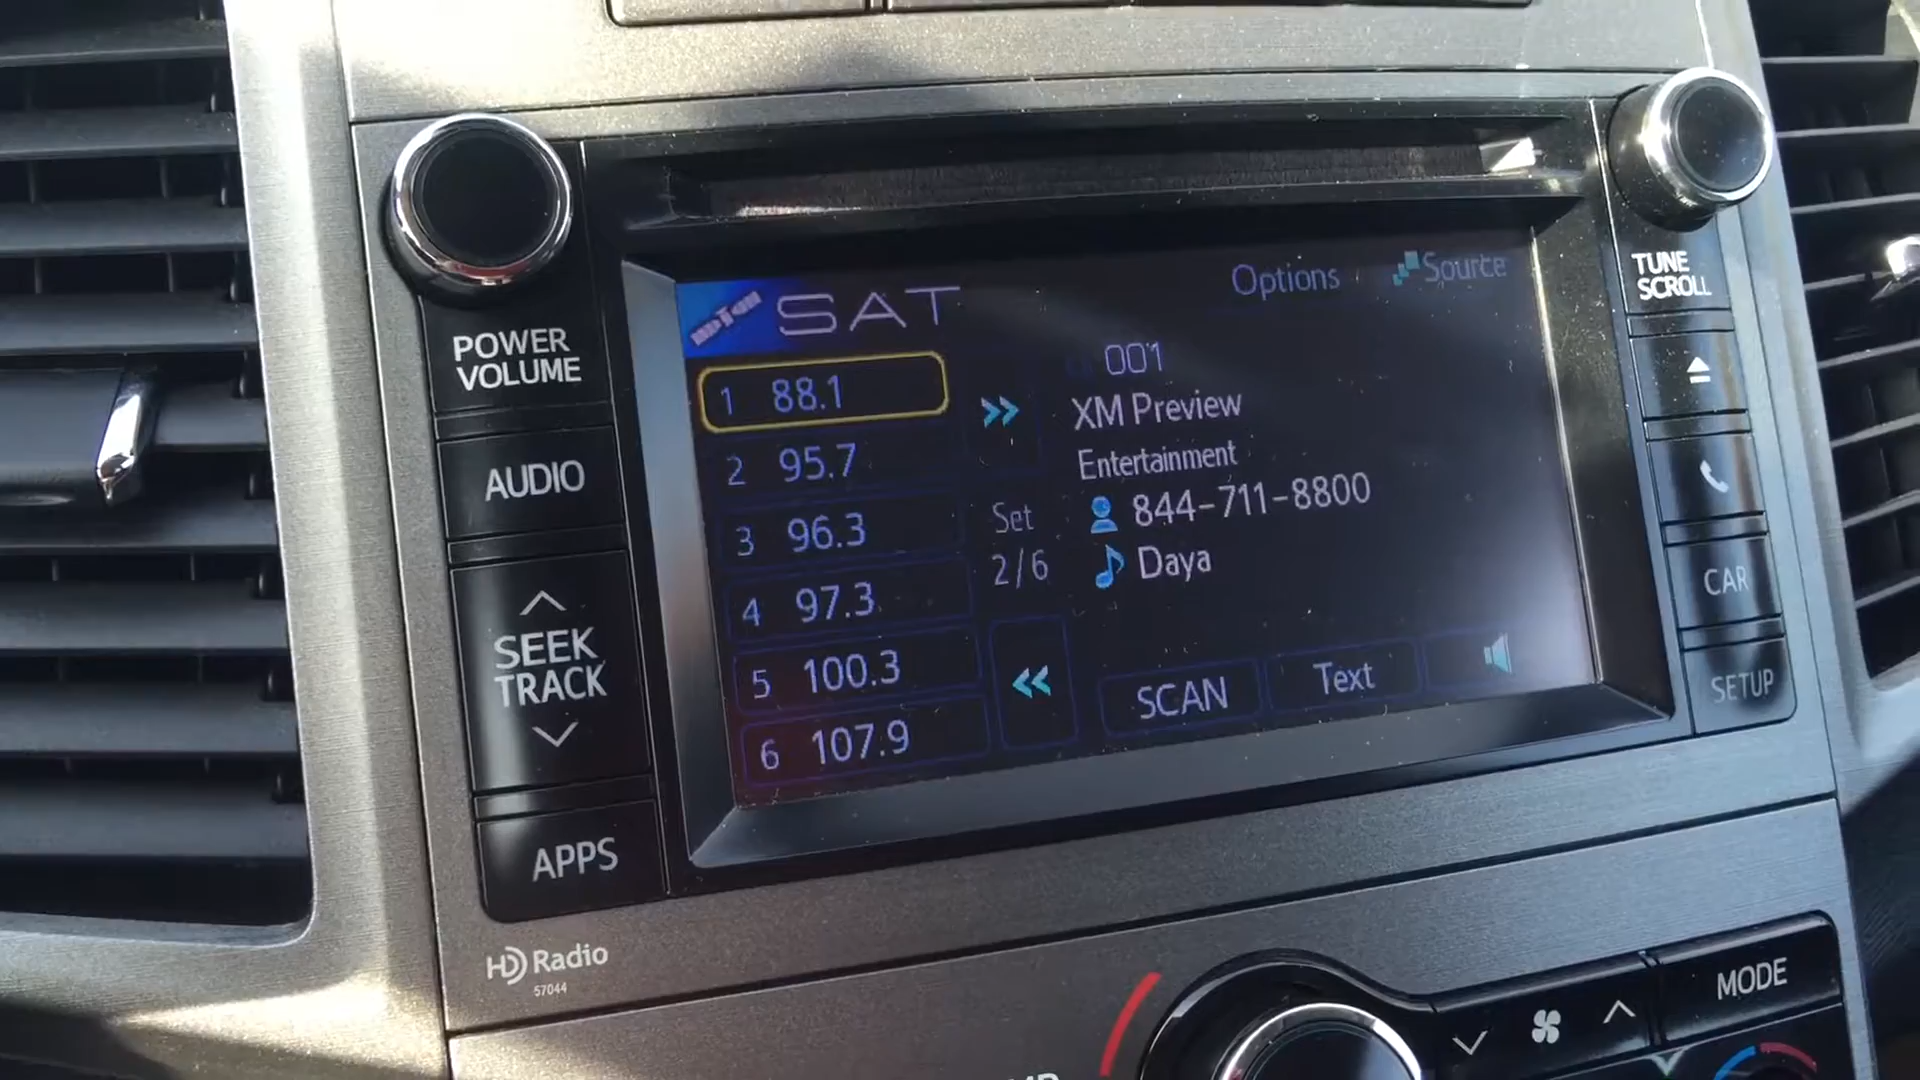 POWER
VOLUME
AUDIO
SEEK
TRACK
APPS
HD Radio
57044
SAT
Options
Source
1 88.1
2 95.7
3 96.3
4 97.3
5 100.3
6 107.9
Set
2/6
001
XM Preview
Entertainment
844-711-8800
Daya
SCAN
Text
TUNE
SCROLL
CAR
SETUP
MODE